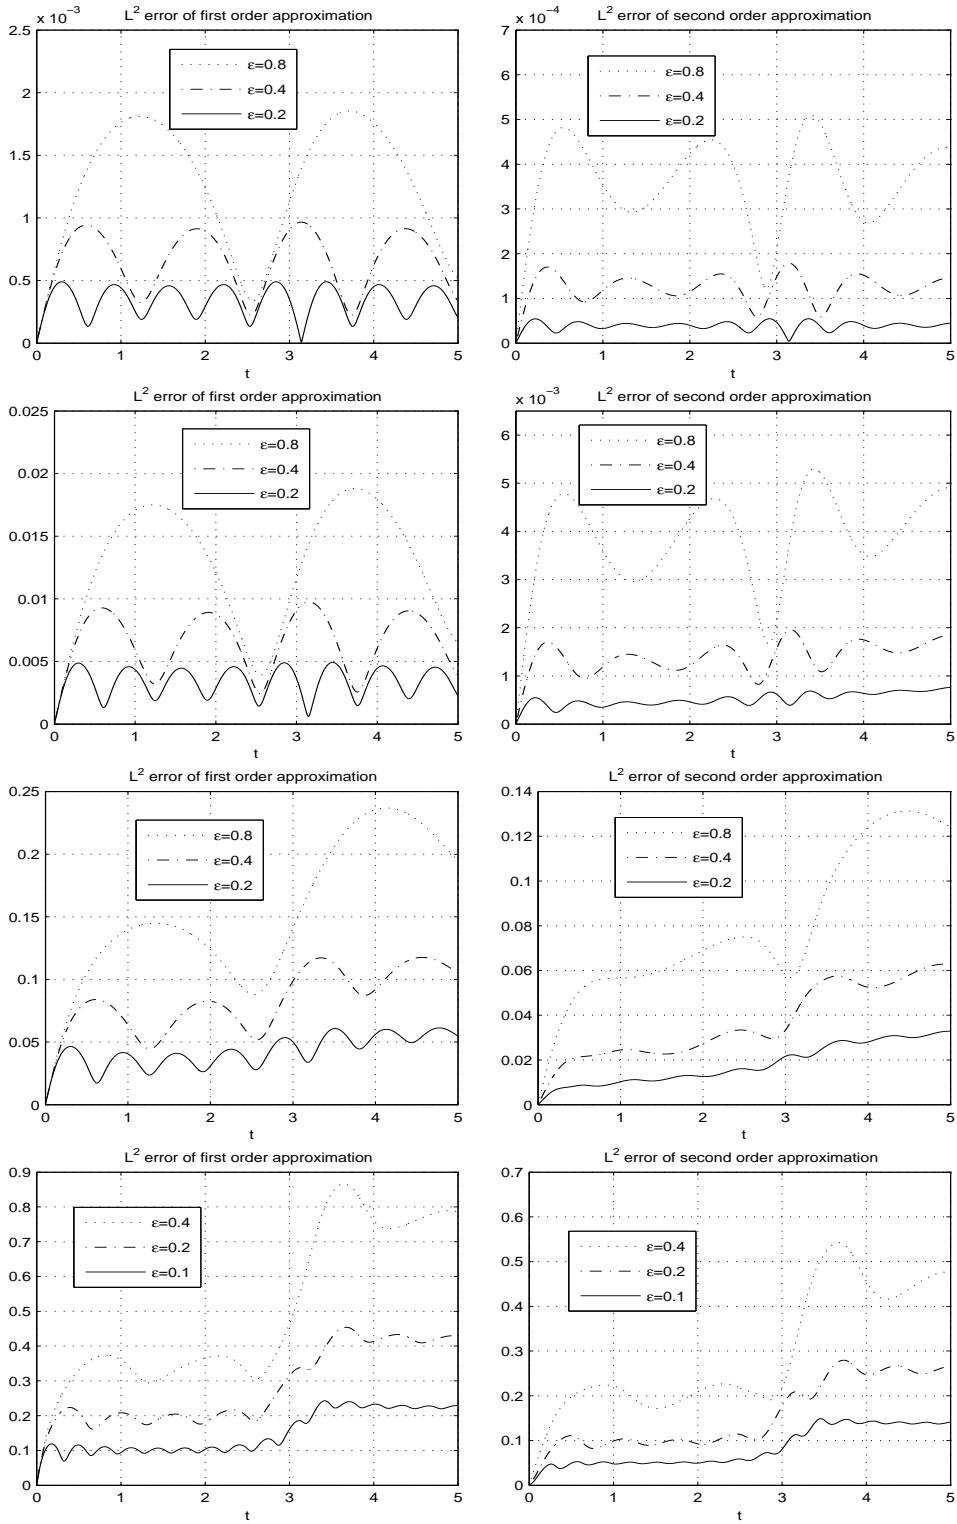 L² error of first order approximation
x 10⁻³
2.5
2
1.5
1
0.5
0
ε=0.8
ε=0.4
ε=0.2
0 1 2 3 4 5
t
L² error of second order approximation
x 10⁻⁴
7
6
5
4
3
2
1
0
ε=0.8
ε=0.4
ε=0.2
0 1 2 3 4 5
t
L² error of first order approximation
0.025
0.02
0.015
0.01
0.005
0
ε=0.8
ε=0.4
ε=0.2
0 1 2 3 4 5
t
L² error of second order approximation
x 10⁻³
6
5
4
3
2
1
0
ε=0.8
ε=0.4
ε=0.2
0 1 2 3 4 5
t
L² error of first order approximation
0.25
0.2
0.15
0.1
0.05
0
ε=0.8
ε=0.4
ε=0.2
0 1 2 3 4 5
t
L² error of second order approximation
0.14
0.12
0.1
0.08
0.06
0.04
0.02
0
ε=0.8
ε=0.4
ε=0.2
0 1 2 3 4 5
t
L² error of first order approximation
0.9
0.8
0.7
0.6
0.5
0.4
0.3
0.2
0.1
0
ε=0.4
ε=0.2
ε=0.1
0 1 2 3 4 5
t
L² error of second order approximation
0.7
0.6
0.5
0.4
0.3
0.2
0.1
0
ε=0.4
ε=0.2
ε=0.1
0 1 2 3 4 5
t